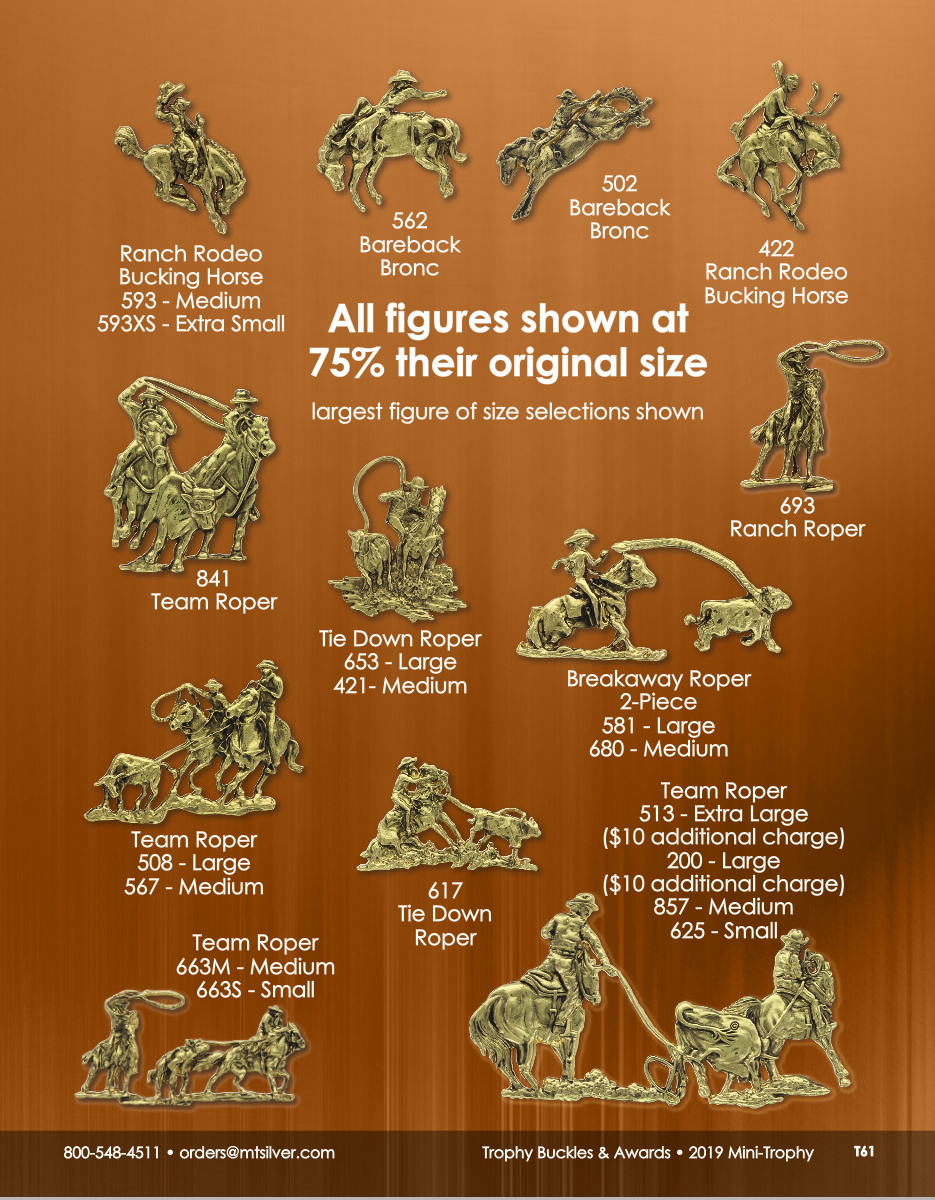 Ranch Rodeo
Bucking Horse
593 - Medium
593XS - Extra Small
562
Bareback
Bronc
502
Bareback
Bronc
422
Ranch Rodeo
Bucking Horse
All figures shown at
75% their original size
largest figure of size selections shown
693
Ranch Roper
841
Team Roper
Tie Down Roper
653 - Large
421- Medium
Breakaway Roper
2-Piece
581 - Large
680 - Medium
Team Roper
508 - Large
567 - Medium
617
Tie Down
Roper
Team Roper
513 - Extra Large
($10 additional charge)
200 - Large
($10 additional charge)
857 - Medium
625 - Small
Team Roper
663M - Medium
663S - Small
800-548-4511 • orders@mtsilver.com
Trophy Buckles & Awards • 2019 Mini-Trophy T61